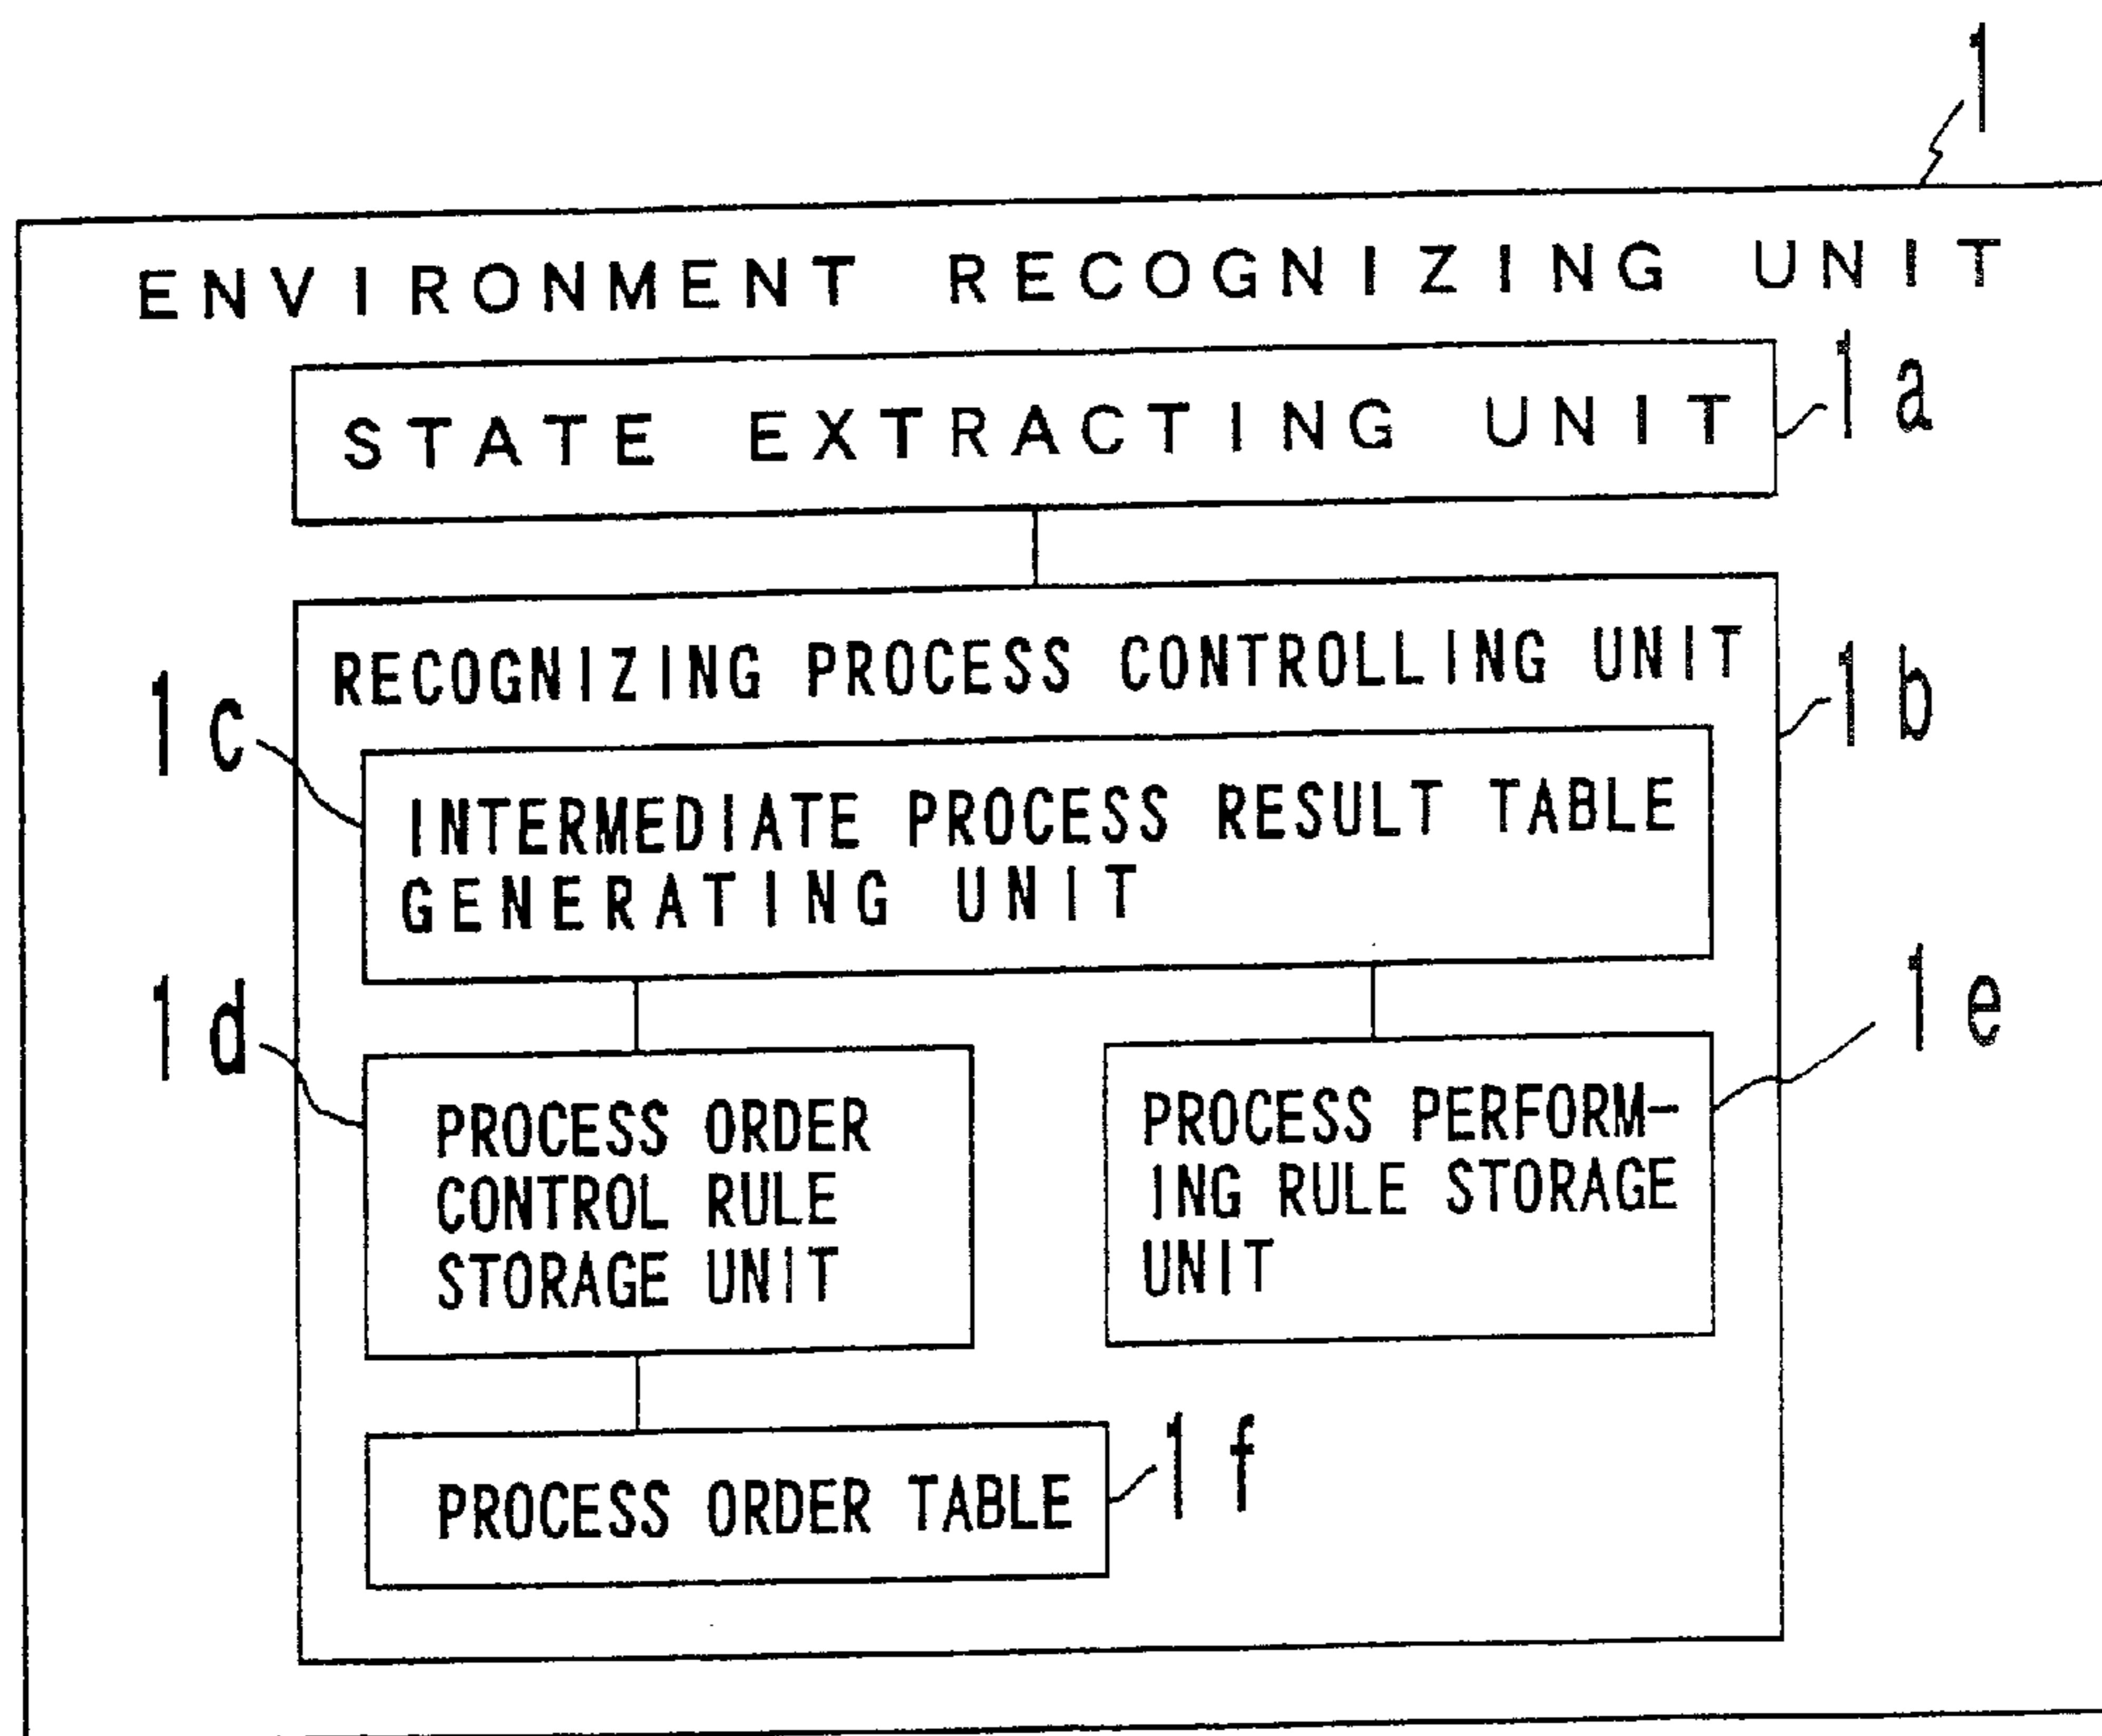 1
ENVIRONMENT RECOGNIZING UNIT
STATE EXTRACTING UNIT
1a
RECOGNIZING PROCESS CONTROLLING UNIT
1b
1c
INTERMEDIATE PROCESS RESULT TABLE
GENERATING UNIT
1d
PROCESS ORDER
CONTROL RULE
STORAGE UNIT
1e
PROCESS PERFORM-
ING RULE STORAGE
UNIT
PROCESS ORDER TABLE
1f